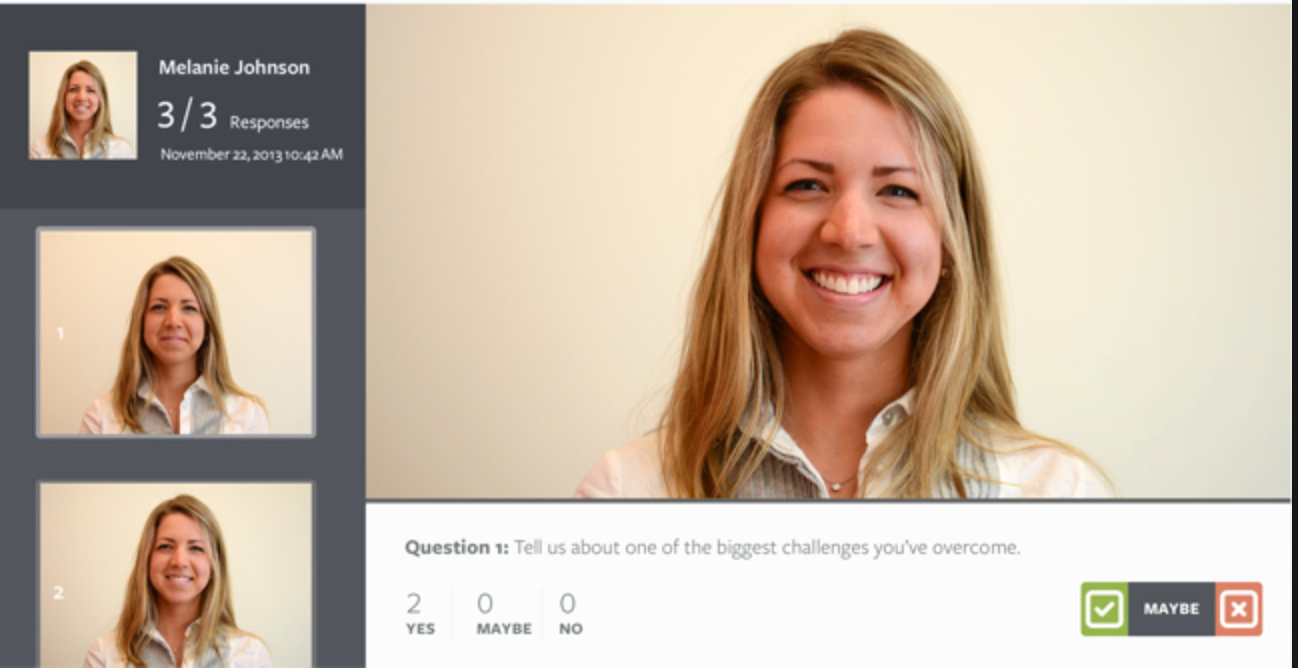 Melanie Johnson
3/3 Responses
November 22, 2013 10:42 AM
1
2
Question 1: Tell us about one of the biggest challenges you've overcome.
2 0 0
YES MAYBE NO
MAYBE